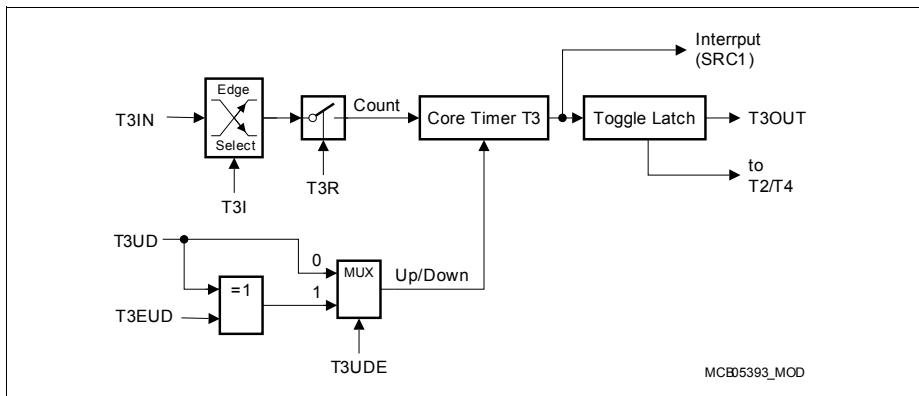 Interrput
(SRC1)
Edge
Select
T3IN
Count
Core Timer T3
Toggle Latch
T3OUT
T3I
T3R
to
T2/T4
T3UD
0
MUX
Up/Down
=1
1
T3EUD
T3UDE
MCB05393_MOD